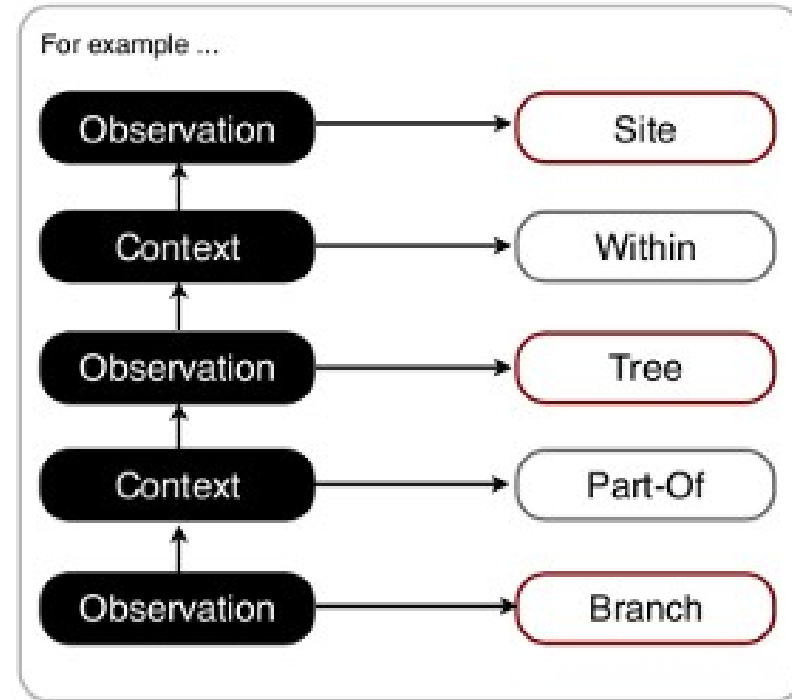 For example ...
Observation
Site
Context
Within
Observation
Tree
Context
Part-Of
Observation
Branch